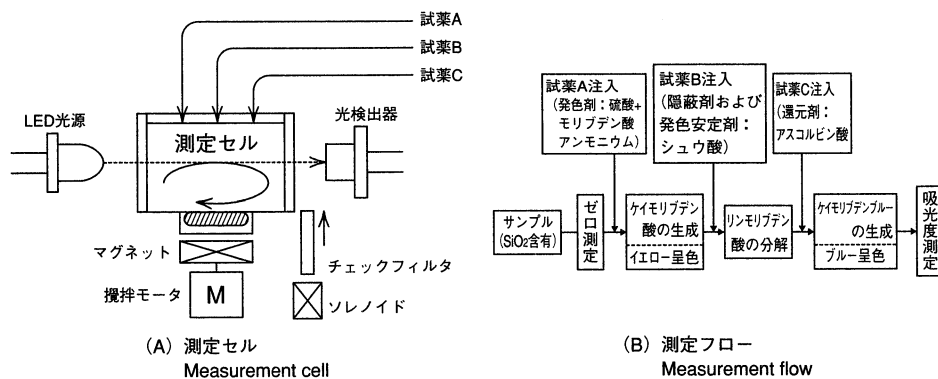 試薬A
試薬B
試薬C
LED光源
光検出器
測定セル
マグネット
チェックフィルタ
攪拌モータ
M
ソレノイド
(A) 測定セル
Measurement cell
試薬A注入
(発色剤:硫酸+
モリブデン酸
アンモニウム)
試薬B注入
(隠蔽剤および
発色安定剤:
シュウ酸)
試薬C注入
(還元剤:
アスコルビン酸)
サンプル
(SiO₂含有)
ゼロ測定
ケイモリブデン
酸の生成
イエロー呈色
リンモリブデン
酸の分解
ケイモリブデンブルー
の生成
ブルー呈色
吸光度測定
(B) 測定フロー
Measurement flow